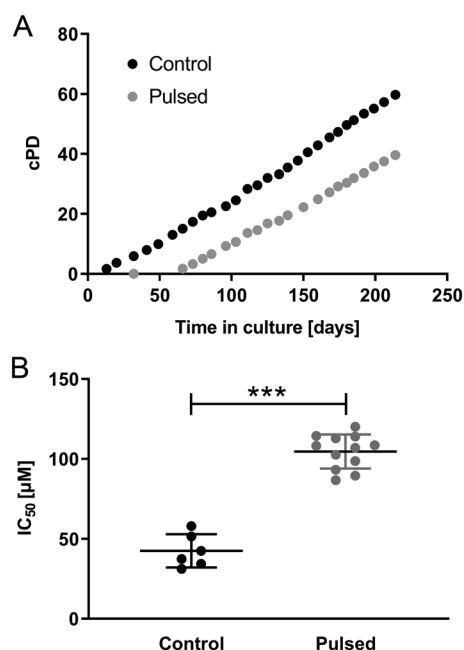 A
80
60
40
20
0
cPD
Control
Pulsed
0 50 100 150 200 250
Time in culture [days]
B
150
100
50
0
IC50 [µM]
***
Control Pulsed